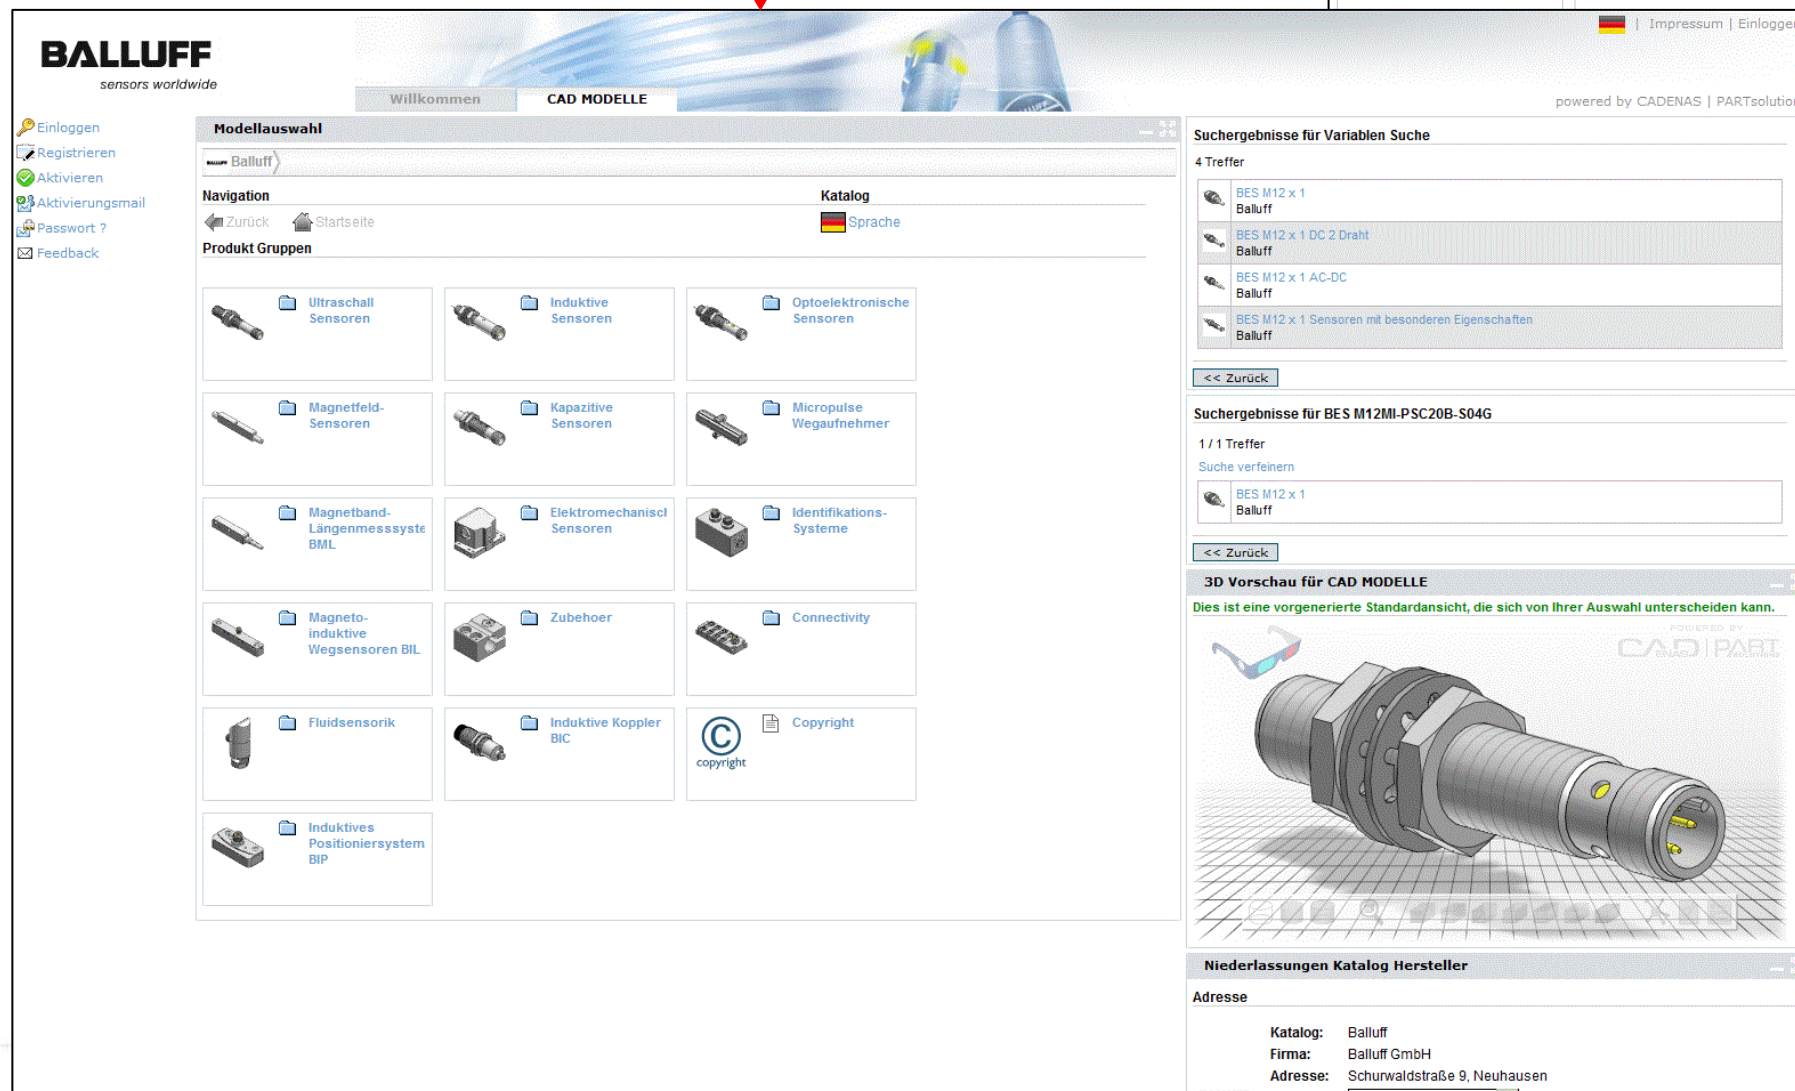 BALLUFF
sensors worldwide
| Impressum | Einloggen
Willkommen
CAD MODELLE
powered by CADENAS | PARTsolutions
Einloggen
Registrieren
Aktivieren
Aktivierungsmail
Passwort ?
Feedback
Modellauswahl
BALLUFF Balluff
Navigation
Katalog
Zurück
Startseite
Sprache
Produkt Gruppen
Ultraschall
Sensoren
Induktive
Sensoren
Optoelektronische
Sensoren
Magnetfeld-
Sensoren
Kapazitive
Sensoren
Micropulse
Wegaufnehmer
Magnetband-
Längenmesssyste
BML
Elektromechanisch
Sensoren
Identifikations-
Systeme
Magneto-
induktive
Wegsensoren BIL
Zubehoer
Connectivity
Fluidsensorik
Induktive Koppler
BIC
©
copyright
Copyright
Induktives
Positioniersystem
BIP
Suchergebnisse für Variablen Suche
4 Treffer
BES M12 x 1
Balluff
BES M12 x 1 DC 2 Draht
Balluff
BES M12 x 1 AC-DC
Balluff
BES M12 x 1 Sensoren mit besonderen Eigenschaften
Balluff
<< Zurück
Suchergebnisse für BES M12MI-PSC20B-S04G
1 / 1 Treffer
Suche verfeinern
BES M12 x 1
Balluff
<< Zurück
3D Vorschau für CAD MODELLE
Dies ist eine vorgenerierte Standardansicht, die sich von Ihrer Auswahl unterscheiden kann.
POWERED BY
CADENAS | PARTSOLUTIONS
Niederlassungen Katalog Hersteller
Adresse
Katalog: Balluff
Firma: Balluff GmbH
Adresse: Schurwaldstraße 9, Neuhausen